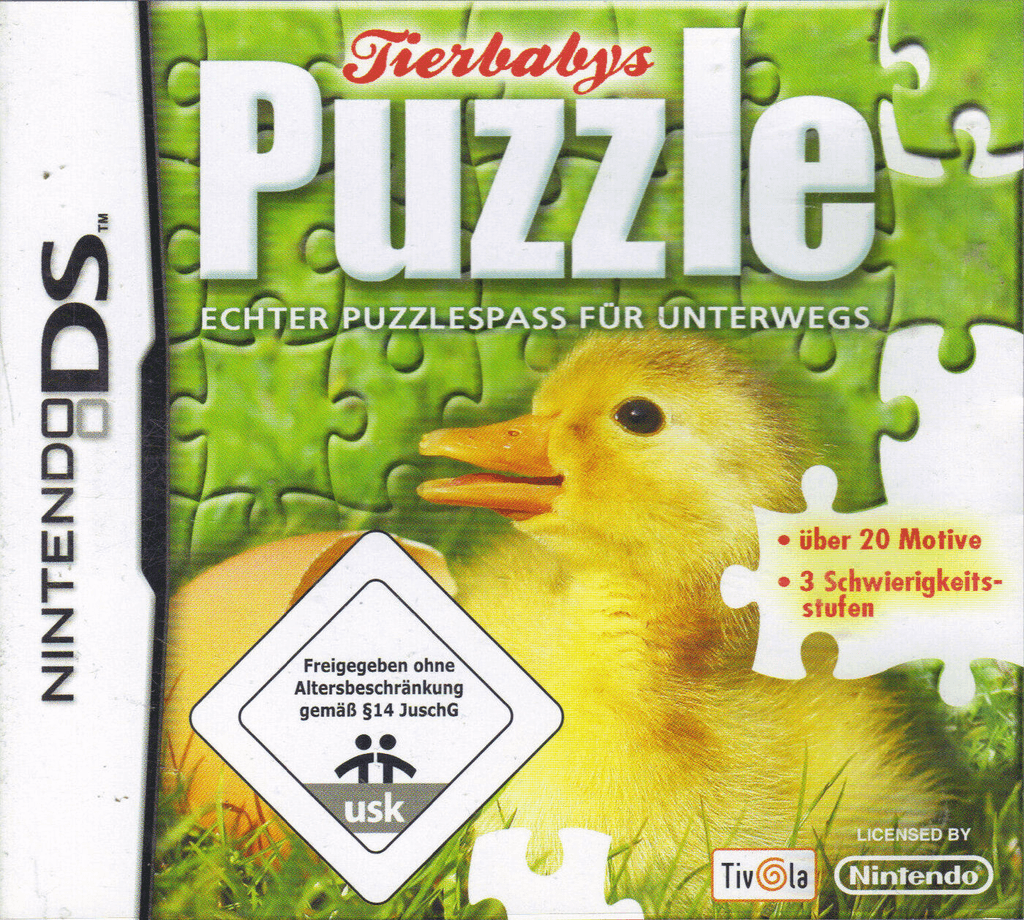 NINTENDO DS™
Tierbabys
Puzzle
ECHTER PUZZLESPASS FÜR UNTERWEGS
• über 20 Motive
• 3 Schwierigkeits-
stufen
Freigegeben ohne
Altersbeschränkung
gemäß §14 JuschG
usk
Tivola
LICENSED BY
Nintendo®